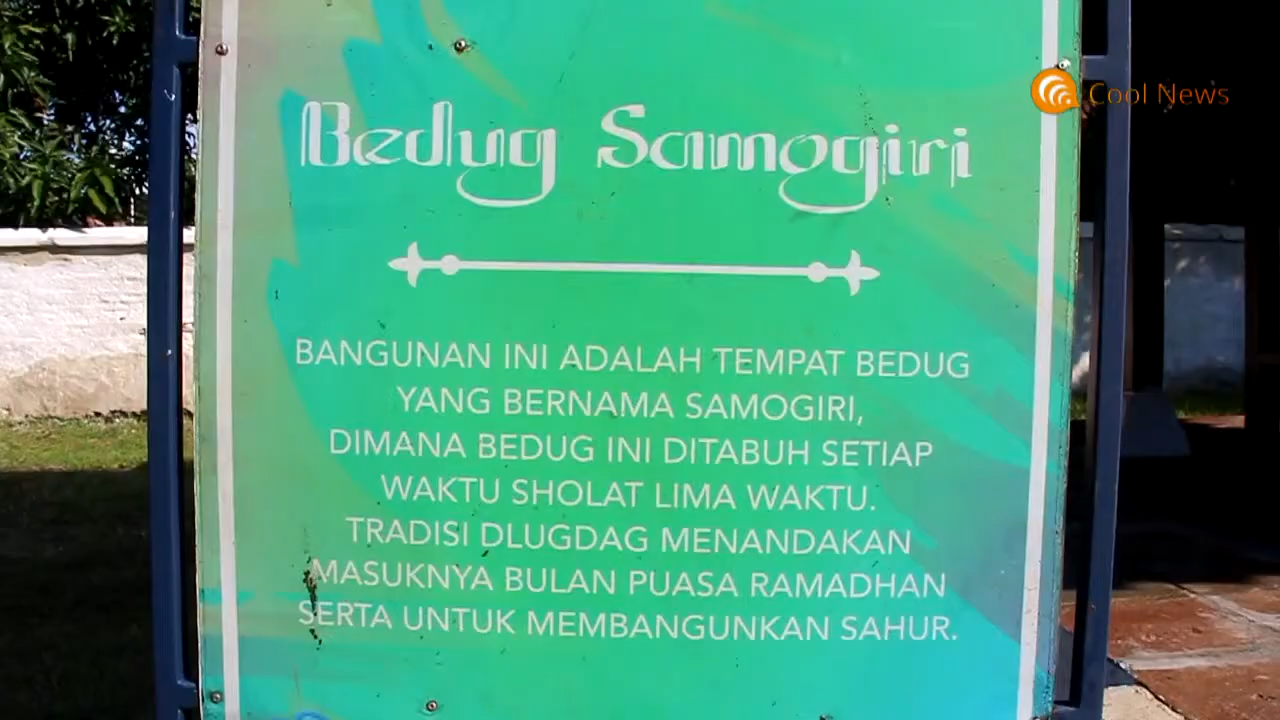 Cool News
Bedug Samogiri
BANGUNAN INI ADALAH TEMPAT BEDUG
YANG BERNAMA SAMOGIRI,
DIMANA BEDUG INI DITABUH SETIAP
WAKTU SHOLAT LIMA WAKTU.
TRADISI DLUGDAG MENANDAKAN
MASUKNYA BULAN PUASA RAMADHAN
SERTA UNTUK MEMBANGUNKAN SAHUR.